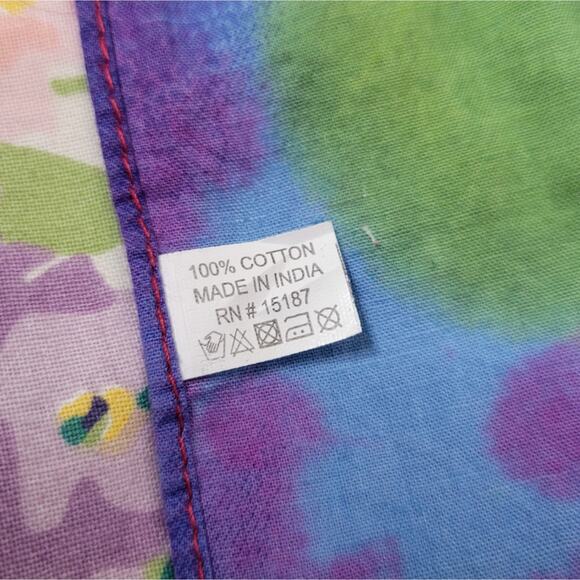 100% COTTON
MADE IN INDIA
RN # 15187